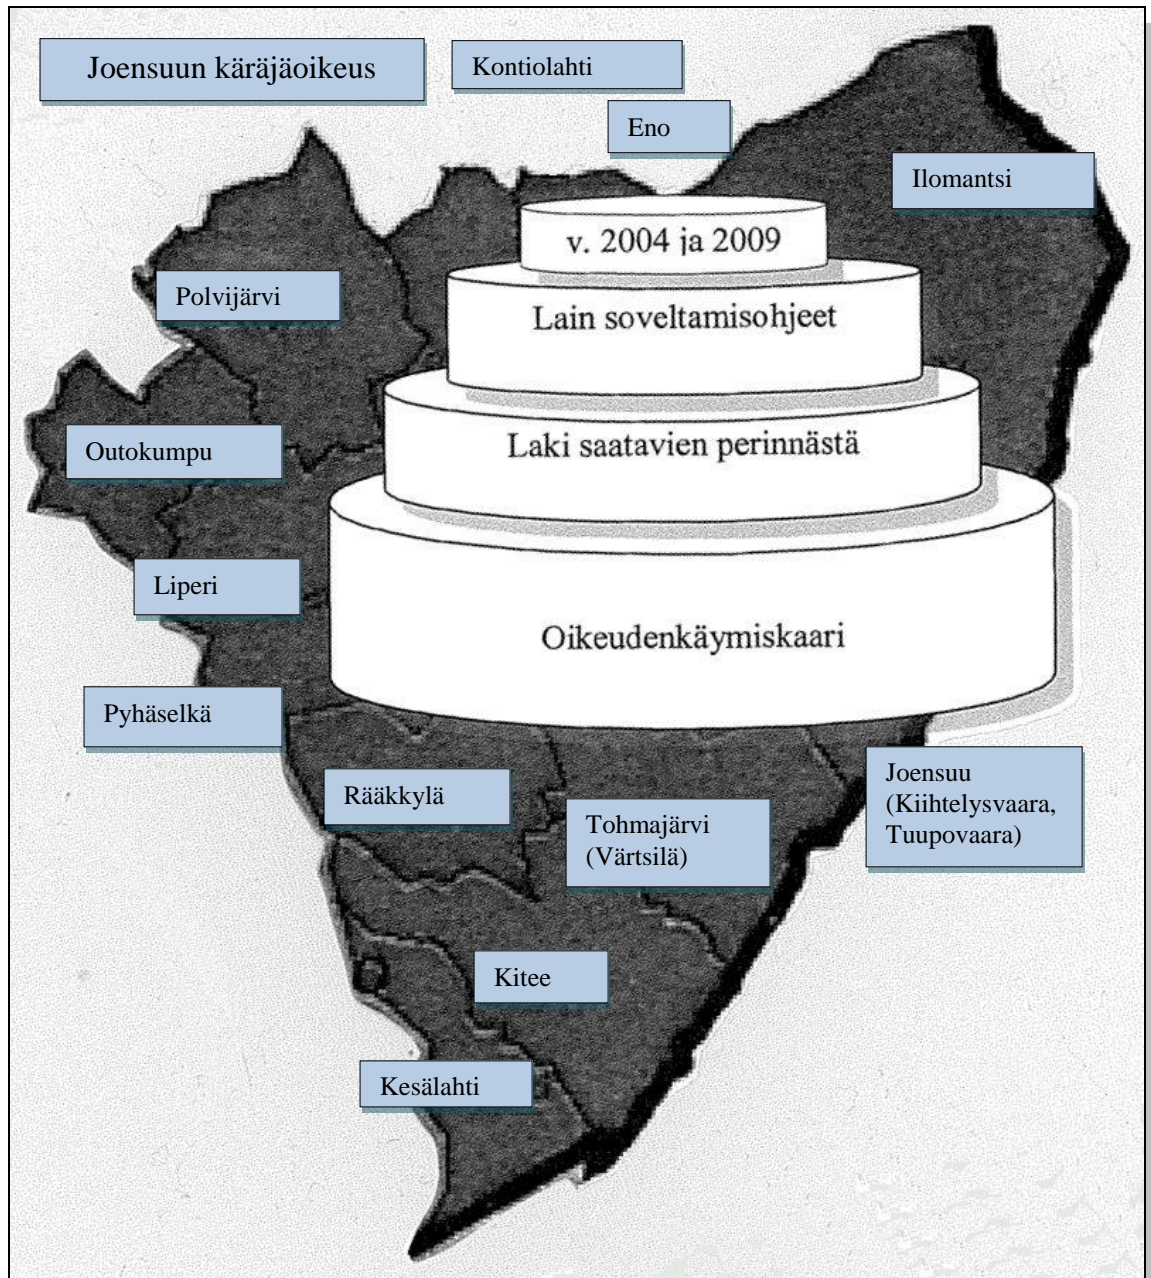 Joensuun käräjäoikeus
Kontiolahti
Eno
Ilomantsi
v. 2004 ja 2009
Polvijärvi
Lain soveltamisohjeet
Outokumpu
Laki saatavien perinnästä
Liperi
Oikeudenkäymiskaari
Pyhäselkä
Rääkkylä
Tohmajärvi
(Värtsilä)
Joensuu
(Kiihtelysvaara,
Tuupovaara)
Kitee
Kesälahti